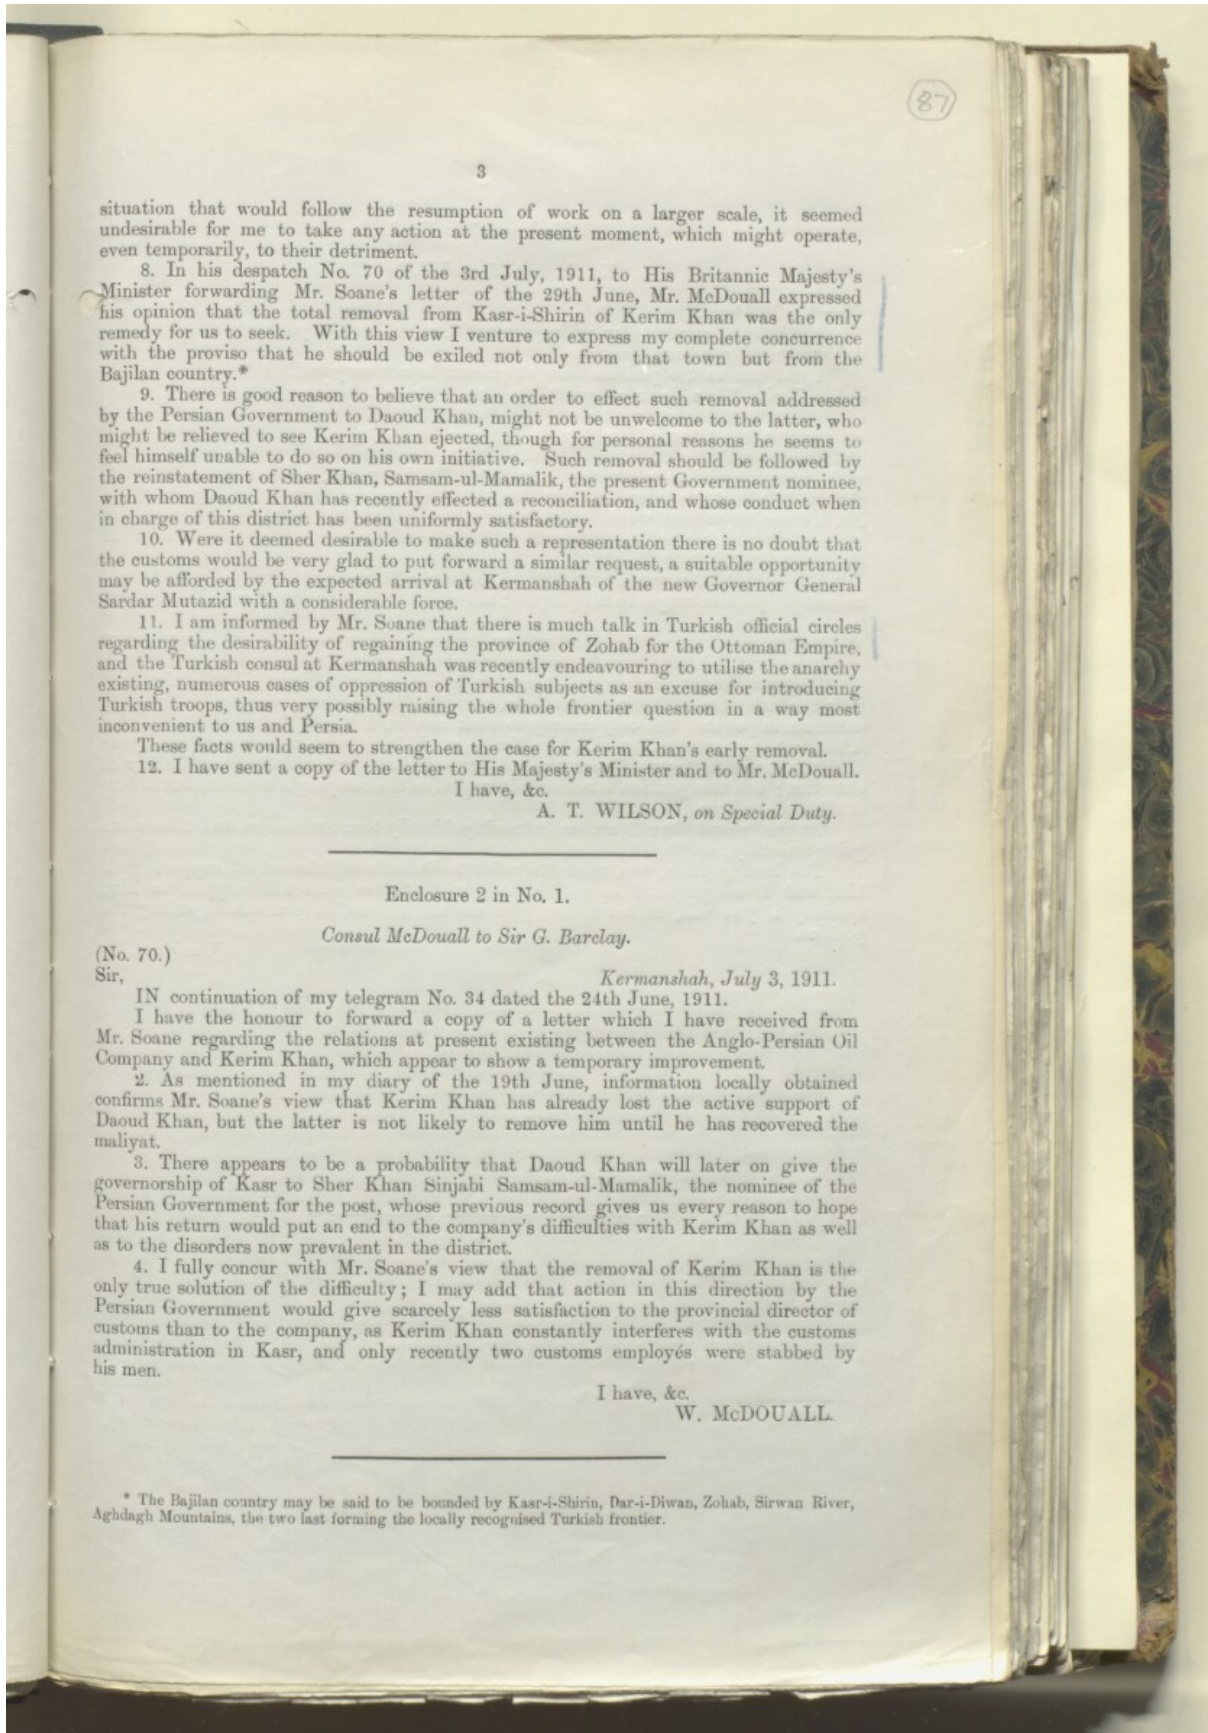 87
3
situation that would follow the resumption of work on a larger scale, it seemed
undesirable for me to take any action at the present moment, which might operate,
even temporarily, to their detriment.
8. In his despatch No. 70 of the 3rd July, 1911, to His Britannic Majesty's
Minister forwarding Mr. Soane's letter of the 29th June, Mr. McDouall expressed
his opinion that the total removal from Kasr-i-Shirin of Kerim Khan was the only
remedy for us to seek. With this view I venture to express my complete concurrence
with the proviso that he should be exiled not only from that town but from the
Bajilan country.*
9. There is good reason to believe that an order to effect such removal addressed
by the Persian Government to Daoud Khan, might not be unwelcome to the latter, who
might be relieved to see Kerim Khan ejected, though for personal reasons he seems to
feel himself unable to do so on his own initiative. Such removal should be followed by
the reinstatement of Sher Khan, Samsam-ul-Mamalik, the present Government nominee,
with whom Daoud Khan has recently effected a reconciliation, and whose conduct when
in charge of this district has been uniformly satisfactory.
10. Were it deemed desirable to make such a representation there is no doubt that
the customs would be very glad to put forward a similar request, a suitable opportunity
may be afforded by the expected arrival at Kermanshah of the new Governor General
Sardar Mutazid with a considerable force.
11. I am informed by Mr. Soane that there is much talk in Turkish official circles
regarding the desirability of regaining the province of Zohab for the Ottoman Empire,
and the Turkish consul at Kermanshah was recently endeavouring to utilise the anarchy
existing, numerous cases of oppression of Turkish subjects as an excuse for introducing
Turkish troops, thus very possibly raising the whole frontier question in a way most
inconvenient to us and Persia.
These facts would seem to strengthen the case for Kerim Khan's early removal.
12. I have sent a copy of the letter to His Majesty's Minister and to Mr. McDouall.
I have, &c.
A. T. WILSON, on Special Duty.
Enclosure 2 in No. 1.
Consul McDouall to Sir G. Barclay.
(No. 70.)
Sir, Kermanshah, July 3, 1911.
IN continuation of my telegram No. 34 dated the 24th June, 1911.
I have the honour to forward a copy of a letter which I have received from
Mr. Soane regarding the relations at present existing between the Anglo-Persian Oil
Company and Kerim Khan, which appear to show a temporary improvement.
2. As mentioned in my diary of the 19th June, information locally obtained
confirms Mr. Soane's view that Kerim Khan has already lost the active support of
Daoud Khan, but the latter is not likely to remove him until he has recovered the
maliyat.
3. There appears to be a probability that Daoud Khan will later on give the
governorship of Kasr to Sher Khan Sinjabi Samsam-ul-Mamalik, the nominee of the
Persian Government for the post, whose previous record gives us every reason to hope
that his return would put an end to the company's difficulties with Kerim Khan as well
as to the disorders now prevalent in the district.
4. I fully concur with Mr. Soane's view that the removal of Kerim Khan is the
only true solution of the difficulty; I may add that action in this direction by the
Persian Government would give scarcely less satisfaction to the provincial director of
customs than to the company, as Kerim Khan constantly interferes with the customs
administration in Kasr, and only recently two customs employés were stabbed by
his men.
I have, &c.
W. McDOUALL.
* The Bajilan country may be said to be bounded by Kasr-i-Shirin, Dar-i-Diwan, Zohab, Sirwan River,
Aghdagh Mountains, the two last forming the locally recognised Turkish frontier.